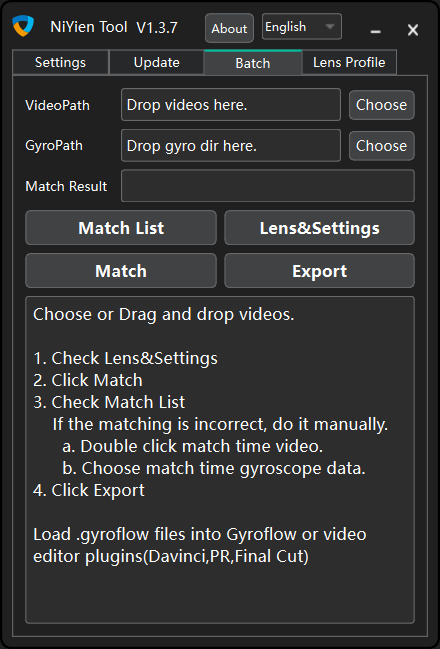 NiYien Tool V1.3.7 About English
Settings Update Batch Lens Profile
VideoPath Drop videos here. Choose
GyroPath Drop gyro dir here. Choose
Match Result
Match List Lens&Settings
Match Export
Choose or Drag and drop videos.
1. Check Lens&Settings
2. Click Match
3. Check Match List
If the matching is incorrect, do it manually.
a. Double click match time video.
b. Choose match time gyroscope data.
4. Click Export
Load .gyroflow files into Gyroflow or video
editor plugins(Davinci,PR,Final Cut)